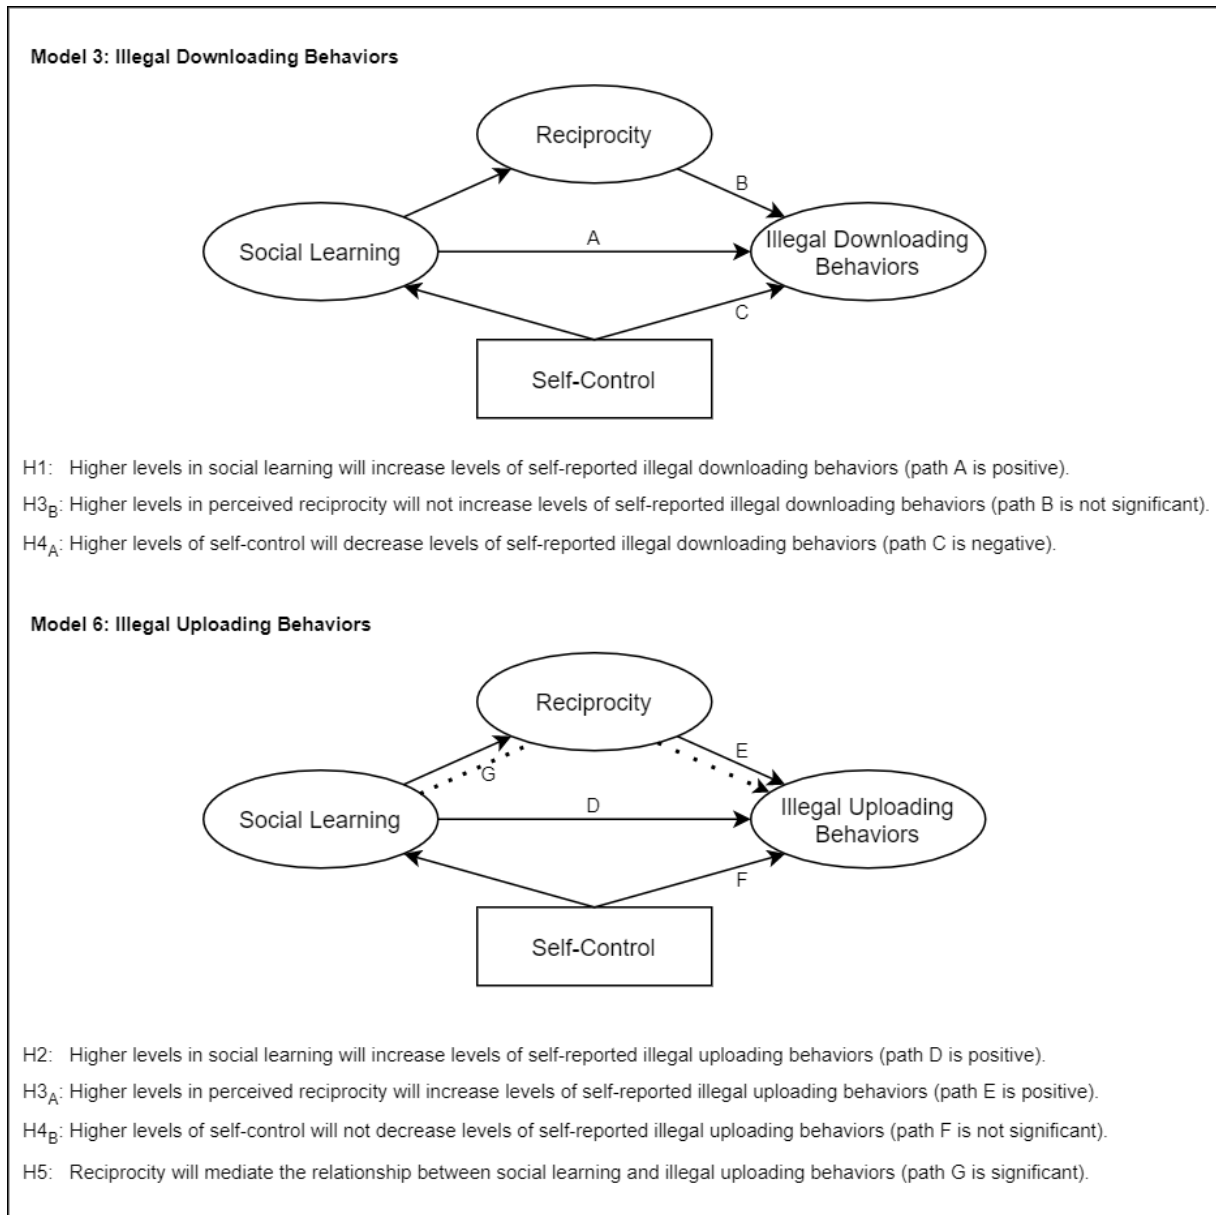 Model 3: Illegal Downloading Behaviors
Reciprocity
B
Social Learning
A
Illegal Downloading
Behaviors
C
Self-Control
H1: Higher levels in social learning will increase levels of self-reported illegal downloading behaviors (path A is positive).
H3B: Higher levels in perceived reciprocity will not increase levels of self-reported illegal downloading behaviors (path B is not significant).
H4A: Higher levels of self-control will decrease levels of self-reported illegal downloading behaviors (path C is negative).
Model 6: Illegal Uploading Behaviors
Reciprocity
E
G
Social Learning
D
Illegal Uploading
Behaviors
F
Self-Control
H2: Higher levels in social learning will increase levels of self-reported illegal uploading behaviors (path D is positive).
H3A: Higher levels in perceived reciprocity will increase levels of self-reported illegal uploading behaviors (path E is positive).
H4B: Higher levels of self-control will not decrease levels of self-reported illegal uploading behaviors (path F is not significant).
H5: Reciprocity will mediate the relationship between social learning and illegal uploading behaviors (path G is significant).